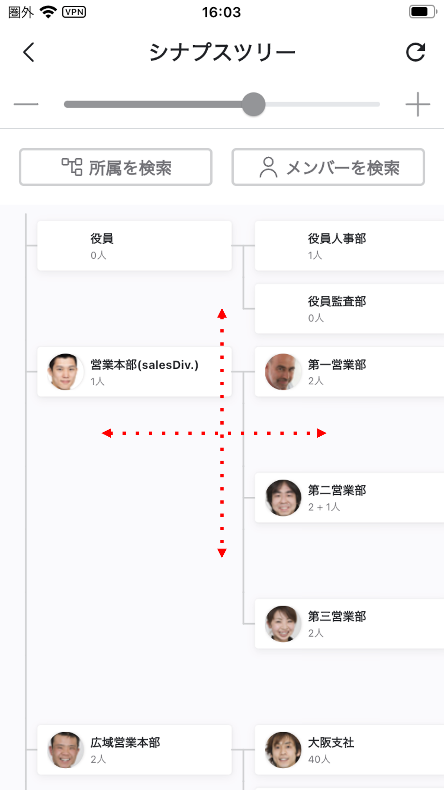 圏外 VPN 16:03
シナプスツリー
所属を検索 メンバーを検索
役員
0人
役員人事部
1人
役員監査部
0人
営業本部(salesDiv.)
1人
第一営業部
2人
第二営業部
2 + 1人
第三営業部
2人
広域営業本部
2人
大阪支社
40人